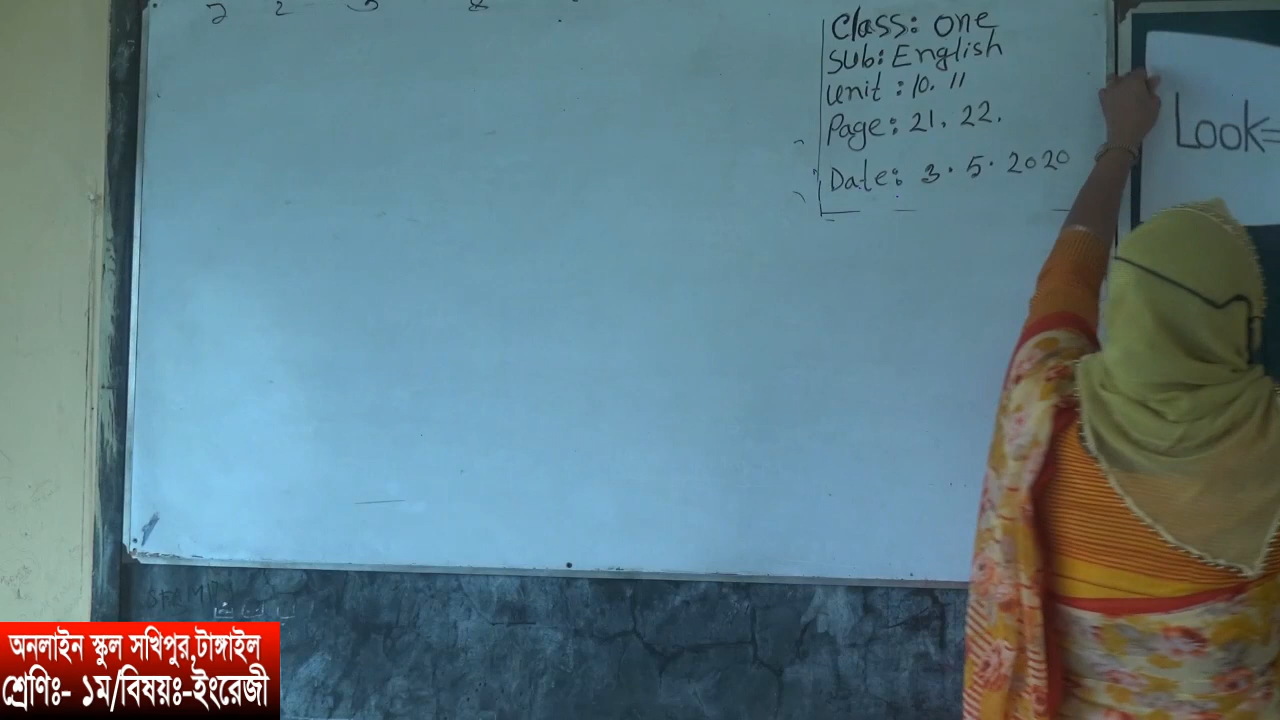 Class: One
Sub: English
Unit : 10. 11
Page: 21. 22.
Date: 3. 5. 2020
Look=
অনলাইন স্কুল সখিপুর,টাঙ্গাইল
শ্রেণিঃ- ১ম/বিষয়ঃ-ইংরেজী